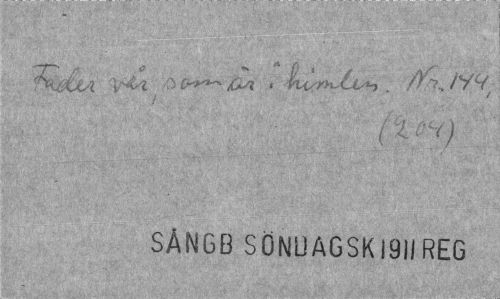 Fader vår, som är i himlen. Nr. 144,
(204)
SÅNGB SÖNDAGSK 1911 REG